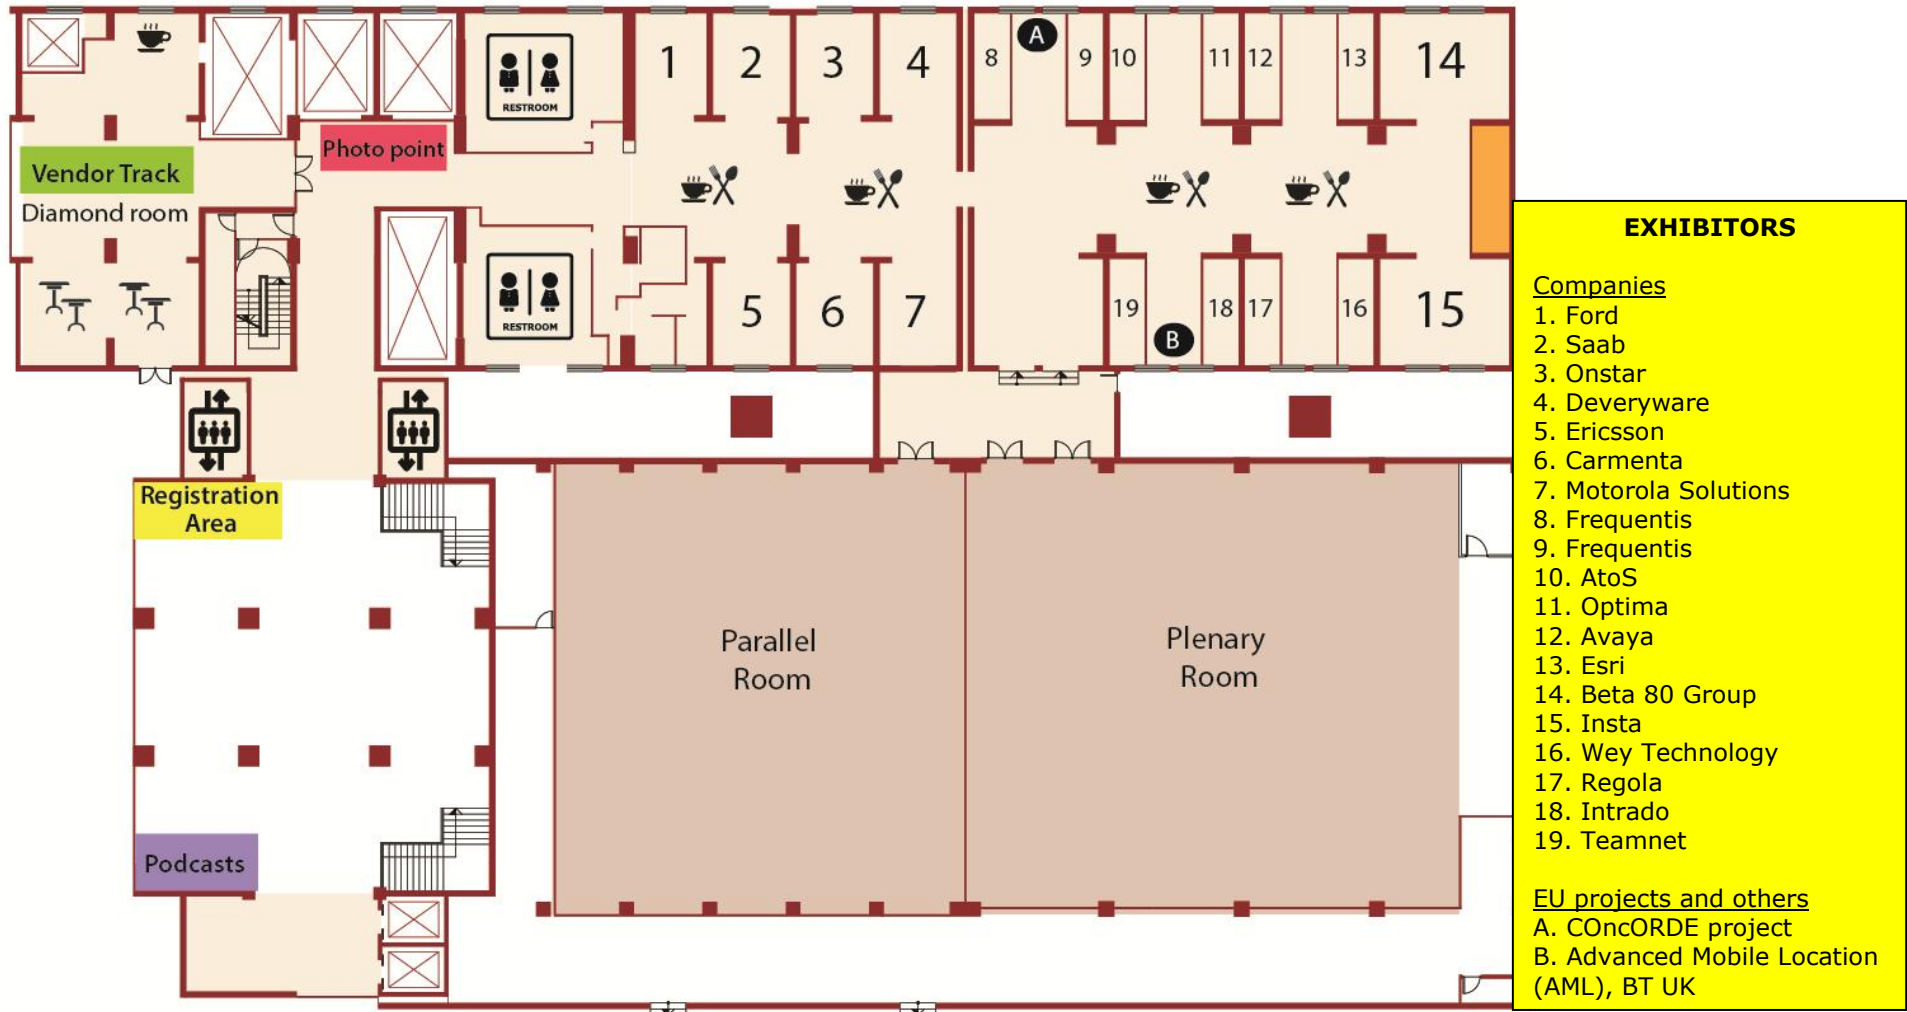 1
2
3
4
8
A
9
10
11
12
13
14
RESTROOM
Photo point
Vendor Track
Diamond room
RESTROOM
5
6
7
19
B
18
17
16
15
Registration
Area
Parallel
Room
Plenary
Room
Podcasts
EXHIBITORS
Companies
1. Ford
2. Saab
3. Onstar
4. Deveryware
5. Ericsson
6. Carmenta
7. Motorola Solutions
8. Frequentis
9. Frequentis
10. AtoS
11. Optima
12. Avaya
13. Esri
14. Beta 80 Group
15. Insta
16. Wey Technology
17. Regola
18. Intrado
19. Teamnet
EU projects and others
A. COncORDE project
B. Advanced Mobile Location
(AML), BT UK